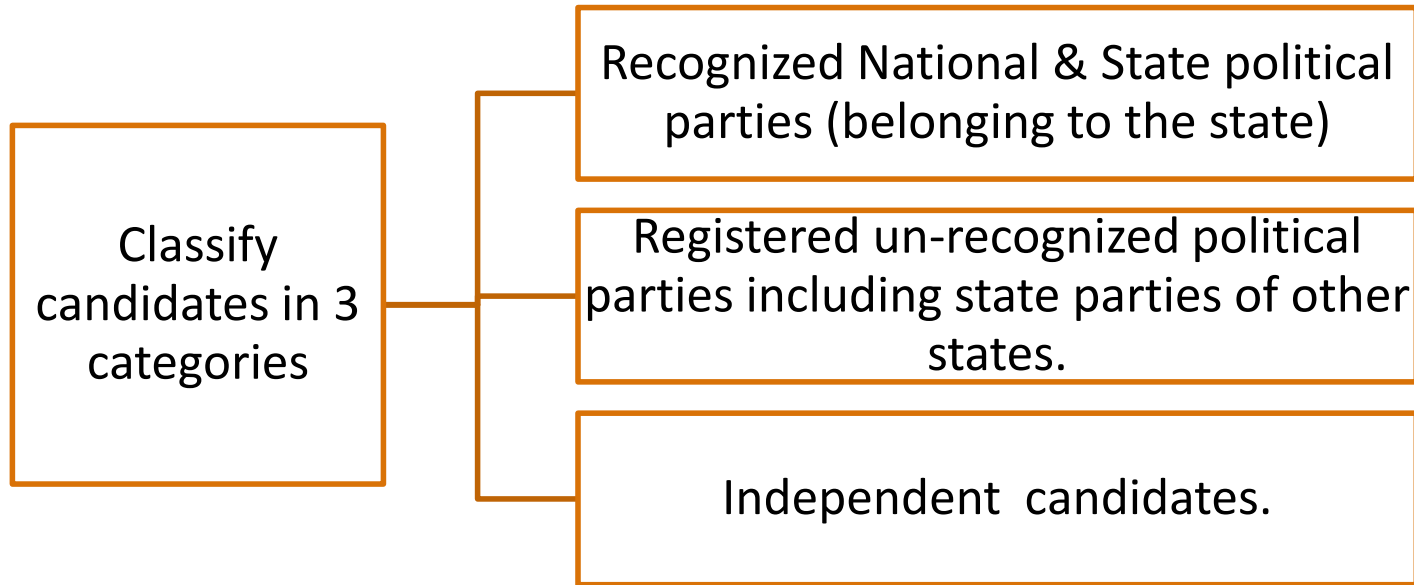 Classify
candidates in 3
categories
Recognized National & State political
parties (belonging to the state)
Registered un-recognized political
parties including state parties of other
states.
Independent candidates.